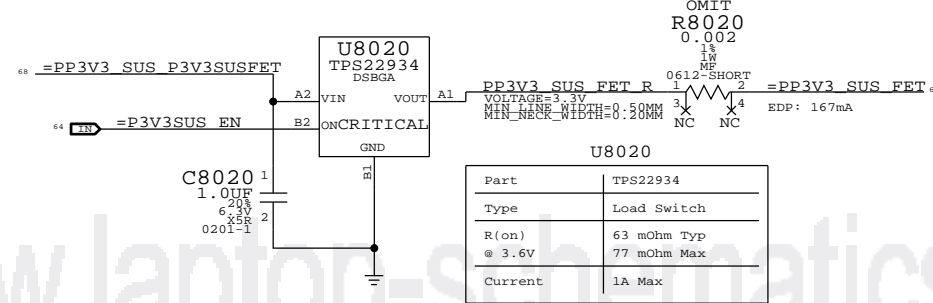 OMIT
R8020
0.002
1%
1W
MF
0612-SHORT
U8020
TPS22934
DSBGA
68 =PP3V3_SUS_P3V3SUSFET
A2 VIN VOUT A1
PP3V3_SUS_FET_R 1 2 =PP3V3_SUS_FET 6
VOLTAGE=3.3V
MIN_LINE_WIDTH=0.50MM
MIN_NECK_WIDTH=0.20MM
3 4
NC NC
EDP: 167mA
64 IN =P3V3SUS_EN B2 ON CRITICAL
GND
B1
C8020 1
1.0UF
20%
6.3V
X5R 2
0201-1
U8020
Part TPS22934
Type Load Switch
R(on) 63 mOhm Typ
@ 3.6V 77 mOhm Max
Current 1A Max
w.laptop-schematics